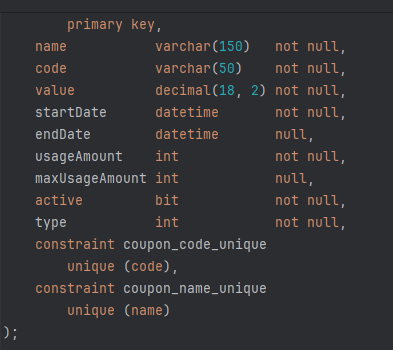 primary key,
name varchar(150) not null,
code varchar(50) not null,
value decimal(18, 2) not null,
startDate datetime not null,
endDate datetime null,
usageAmount int not null,
maxUsageAmount int null,
active bit not null,
type int not null,
constraint coupon_code_unique
unique (code),
constraint coupon_name_unique
unique (name)
);